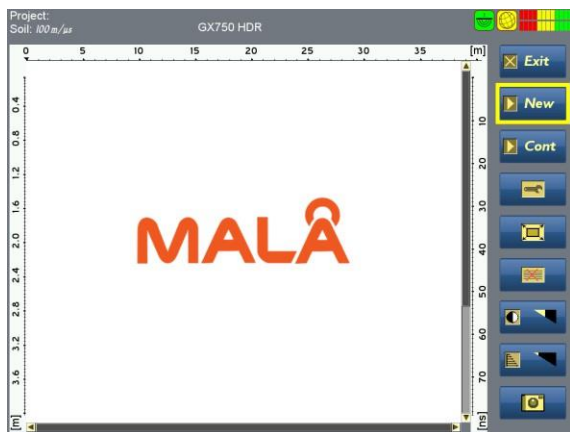 Project:
Soil: 100 m/µs
GX750 HDR
0 5 10 15 20 25 30 35 [m]
Exit
New
Cont
0.4
0.8
1.2
1.6
2.0
2.4
2.8
3.2
3.6
[m]
MALÅ
10
20
30
40
50
60
70
[ns]